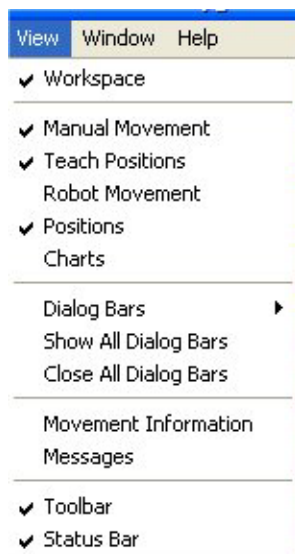 View Window Help
Workspace
Manual Movement
Teach Positions
Robot Movement
Positions
Charts
Dialog Bars
Show All Dialog Bars
Close All Dialog Bars
Movement Information
Messages
Toolbar
Status Bar